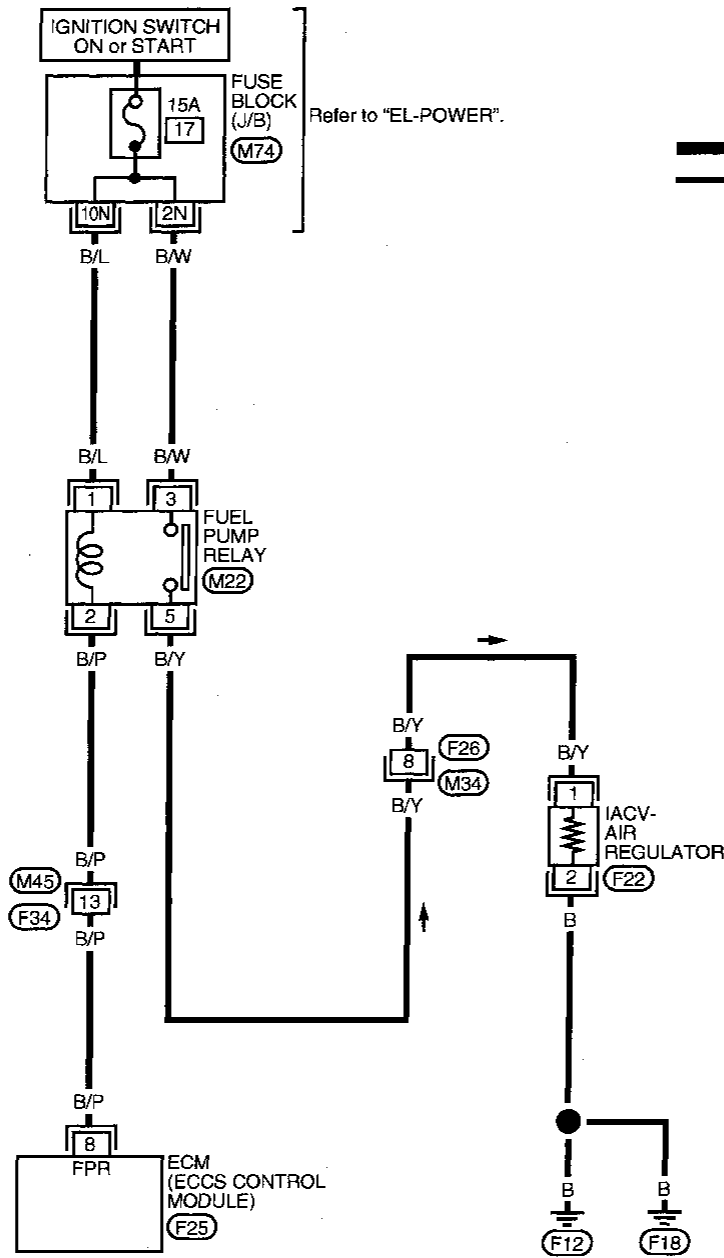 IGNITION SWITCH
ON or START
FUSE
BLOCK
(J/B)
15A
17
M74
Refer to "EL-POWER".
10N
2N
B/L
B/W
B/L
B/W
1
3
FUEL
PUMP
RELAY
M22
2
5
B/P
B/Y
B/Y
8
F26
M34
B/Y
B/Y
1
IACV-
AIR
REGULATOR
2
F22
B
B/P
M45
13
F34
B/P
B/P
8
FPR
ECM
(ECCS CONTROL
MODULE)
F25
B
B
F12
F18